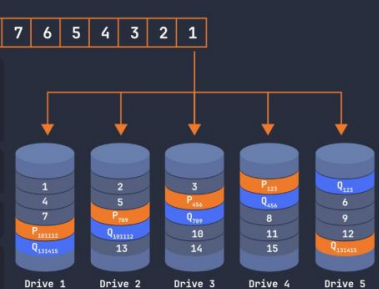 7 6 5 4 3 2 1
1 2 3 P123 Q123
4 5 P456 Q456 6
7 P789 Q789 8 9
P101112 Q101112 10 11 12
Q131415 13 14 15 Q131415
Drive 1 Drive 2 Drive 3 Drive 4 Drive 5